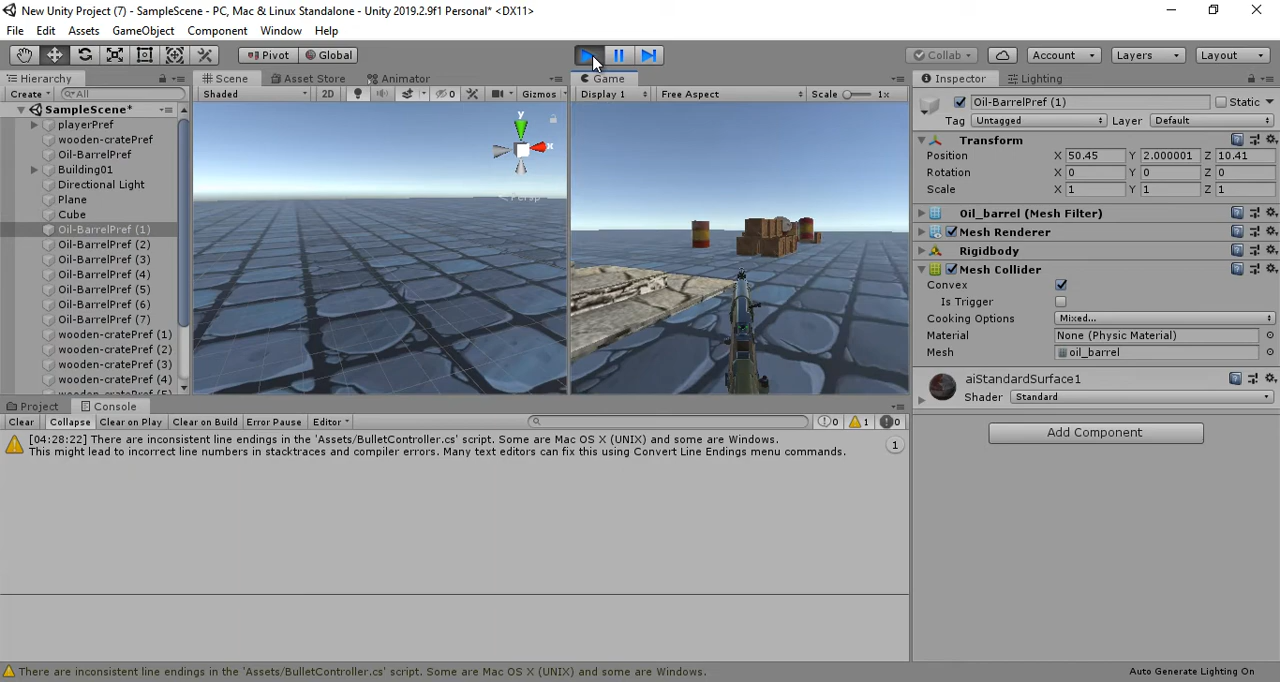 New Unity Project (7) - SampleScene - PC, Mac & Linux Standalone - Unity 2019.2.9f1 Personal* <DX11>
File Edit Assets GameObject Component Window Help
Pivot Global Collab Account Layers Layout
Hierarchy Scene Asset Store Animator Game Inspector Lighting
Create All Shaded 2D 0 Gizmos Display 1 Free Aspect Scale 1x
SampleScene*
playerPref
wooden-cratePref
Oil-BarrelPref
Building01
Directional Light
Plane
Cube
Oil-BarrelPref (1)
Oil-BarrelPref (2)
Oil-BarrelPref (3)
Oil-BarrelPref (4)
Oil-BarrelPref (5)
Oil-BarrelPref (6)
Oil-BarrelPref (7)
wooden-cratePref (1)
wooden-cratePref (2)
wooden-cratePref (3)
wooden-cratePref (4)
y
x
Persp
Oil-BarrelPref (1) Static
Tag Untagged Layer Default
Transform
Position X 50.45 Y 2.000001 Z 10.41
Rotation X 0 Y 0 Z 0
Scale X 1 Y 1 Z 1
Oil_barrel (Mesh Filter)
Mesh Renderer
Rigidbody
Mesh Collider
Convex
Is Trigger
Cooking Options Mixed...
Material None (Physic Material)
Mesh oil_barrel
aiStandardSurface1
Shader Standard
Add Component
Project Console
Clear Collapse Clear on Play Clear on Build Error Pause Editor 0 1 0
[04:28:22] There are inconsistent line endings in the 'Assets/BulletController.cs' script. Some are Mac OS X (UNIX) and some are Windows.
This might lead to incorrect line numbers in stacktraces and compiler errors. Many text editors can fix this using Convert Line Endings menu commands. 1
There are inconsistent line endings in the 'Assets/BulletController.cs' script. Some are Mac OS X (UNIX) and some are Windows.
Auto Generate Lighting On